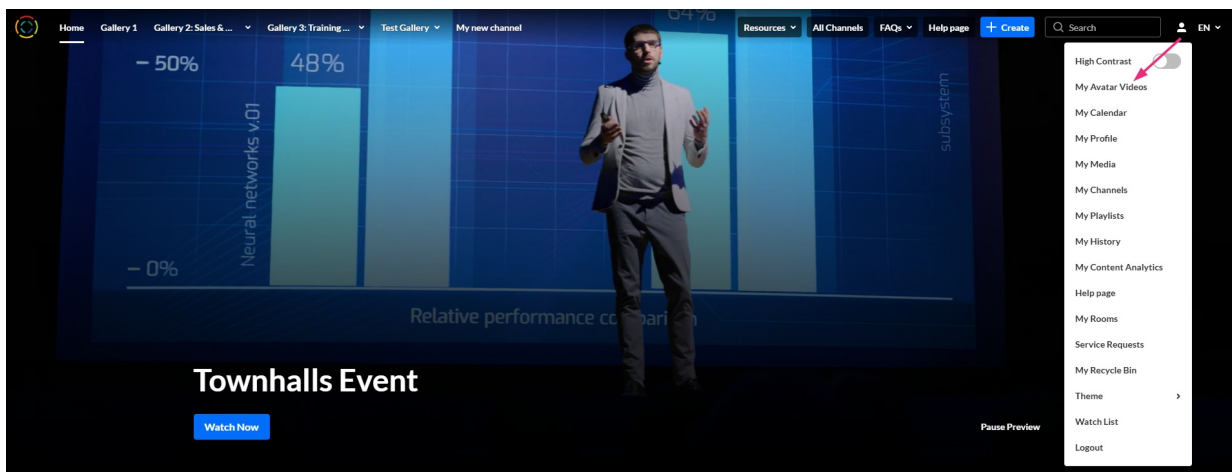 Home Gallery 1 Gallery 2: Sales & ... Gallery 3: Training ... Test Gallery My new channel Resources All Channels FAQs Help page + Create Search EN
64%
– 50%
48%
Neural networks v.01
subsystem
– 0%
Relative performance
Townhalls Event
Watch Now
Pause Preview
High Contrast
My Avatar Videos
My Calendar
My Profile
My Media
My Channels
My Playlists
My History
My Content Analytics
Help page
My Rooms
Service Requests
My Recycle Bin
Theme
Watch List
Logout